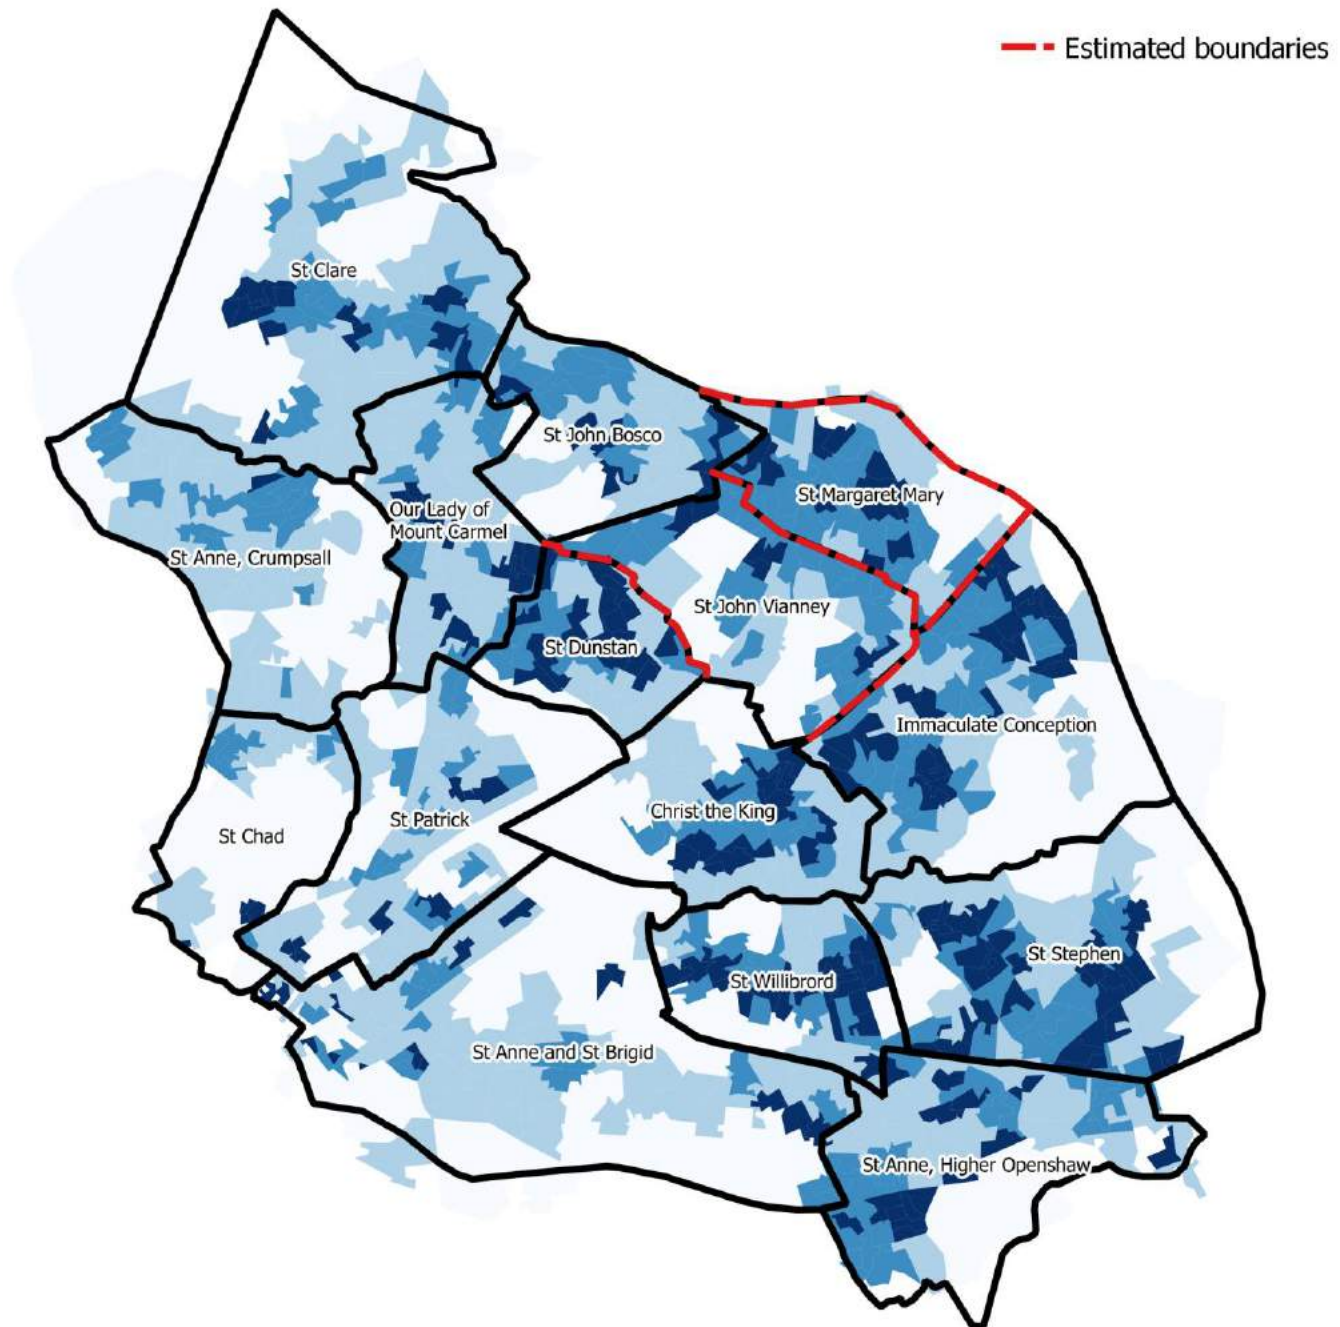 Estimated boundaries
St Clare
St John Bosco
St Margaret Mary
Our Lady of
Mount Carmel
St Anne, Crumpsall
St John Vianney
St Dunstan
Immaculate Conception
Christ the King
St Patrick
St Chad
St Stephen
St Willibrord
St Anne and St Brigid
St Anne, Higher Openshaw